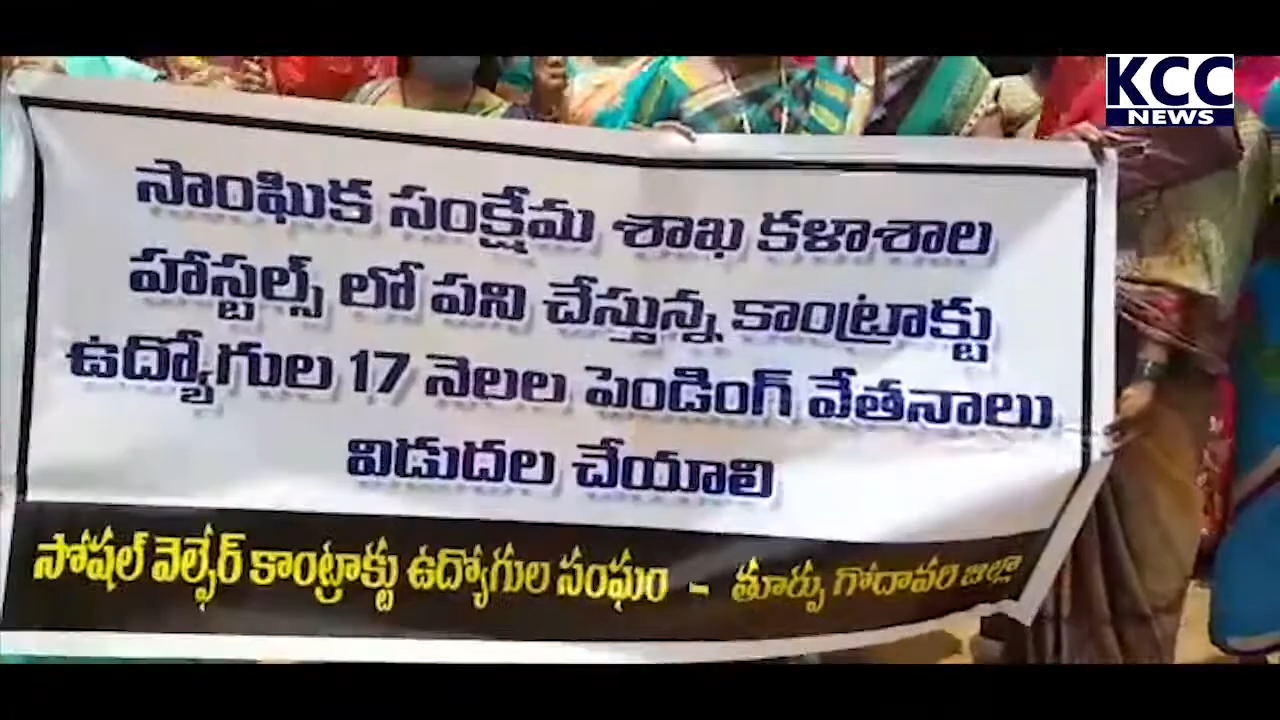 KCC
NEWS
సాంఘిక సంక్షేమ శాఖ కళాశాల
హాస్టల్స్ లో పని చేస్తున్న కాంట్రాక్టు
ఉద్యోగుల 17 నెలల పెండింగ్ వేతనాలు
విడుదల చేయాలి
సోషల్ వెల్ఫేర్ కాంట్రాక్టు ఉద్యోగుల సంఘం - తూర్పు గోదావరి జిల్లా